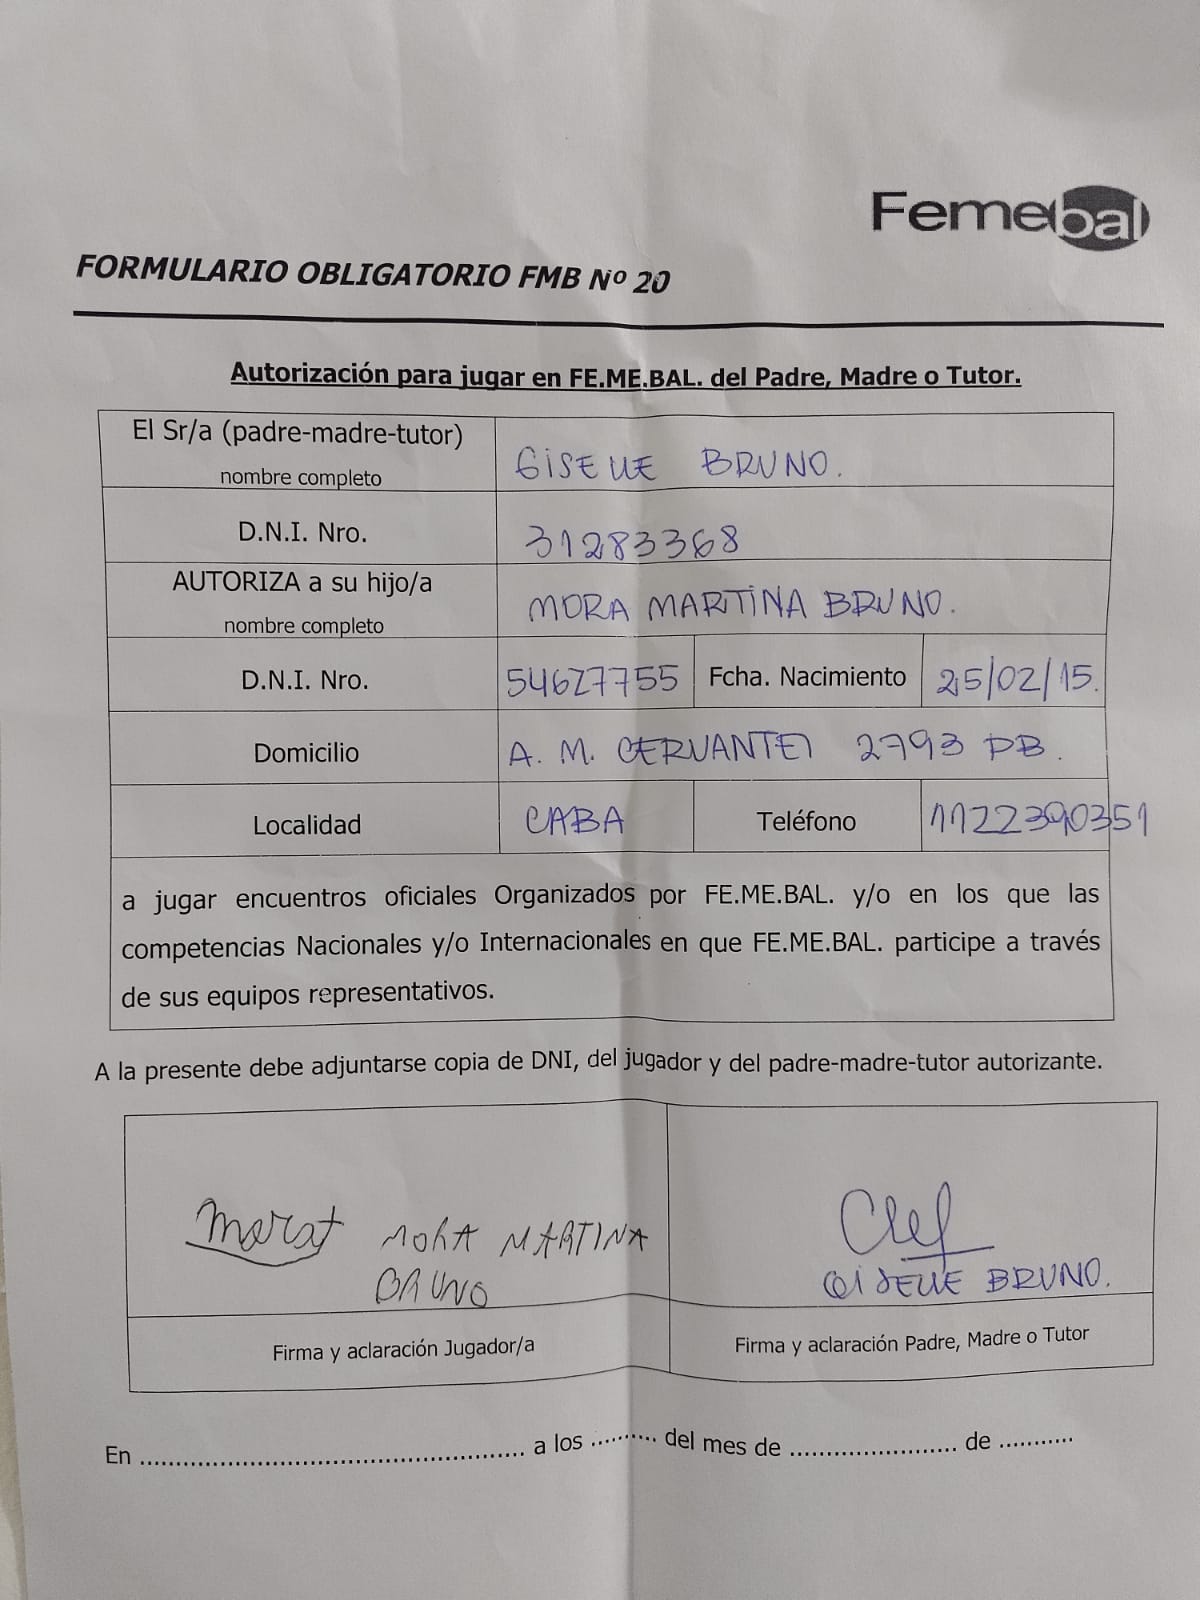 Femebal
FORMULARIO OBLIGATORIO FMB Nº 20
Autorización para jugar en FE.ME.BAL. del Padre, Madre o Tutor.
El Sr/a (padre-madre-tutor) nombre completo GISELLE BRUNO.
D.N.I. Nro. 31283368
AUTORIZA a su hijo/a nombre completo MORA MARTINA BRUNO.
D.N.I. Nro. 54627755 Fcha. Nacimiento 25/02/15.
Domicilio A. M. CERVANTES 2793 PB.
Localidad CABA Teléfono 1122390351
a jugar encuentros oficiales Organizados por FE.ME.BAL. y/o en los que las
competencias Nacionales y/o Internacionales en que FE.ME.BAL. participe a través
de sus equipos representativos.
A la presente debe adjuntarse copia de DNI, del jugador y del padre-madre-tutor autorizante.
MORA MARTINA
BRUNO
GISELLE BRUNO.
Firma y aclaración Jugador/a
Firma y aclaración Padre, Madre o Tutor
En .................................................... a los ......... del mes de ....................... de ...........